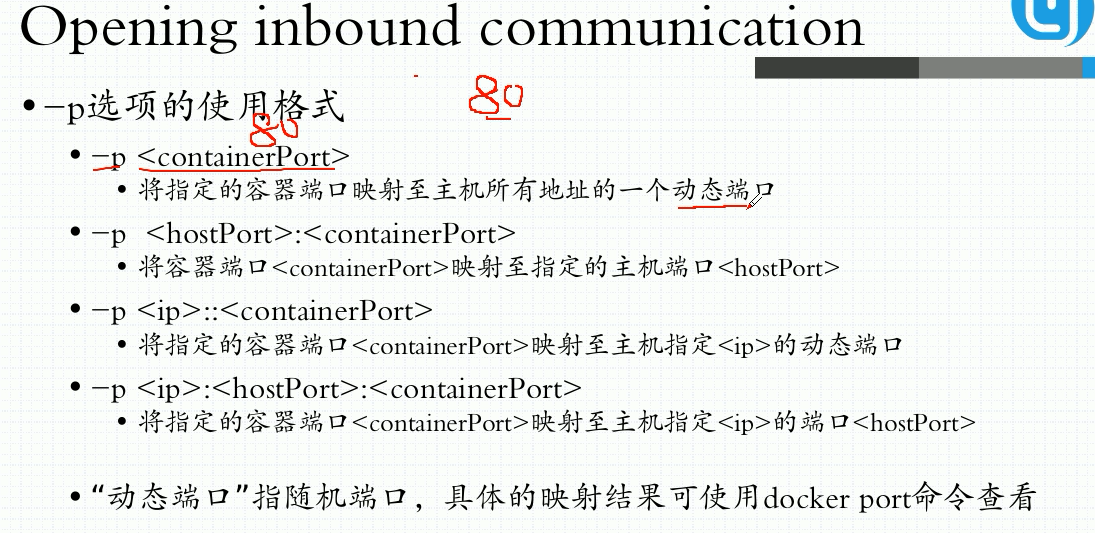 Opening inbound communication
80
•–p选项的使用格式
80
• –p <containerPort>
• 将指定的容器端口映射至主机所有地址的一个动态端口
• –p <hostPort>:<containerPort>
• 将容器端口<containerPort>映射至指定的主机端口<hostPort>
• –p <ip>::<containerPort>
• 将指定的容器端口<containerPort>映射至主机指定<ip>的动态端口
• –p <ip>:<hostPort>:<containerPort>
• 将指定的容器端口<containerPort>映射至主机指定<ip>的端口<hostPort>
• “动态端口”指随机端口，具体的映射结果可使用docker port命令查看